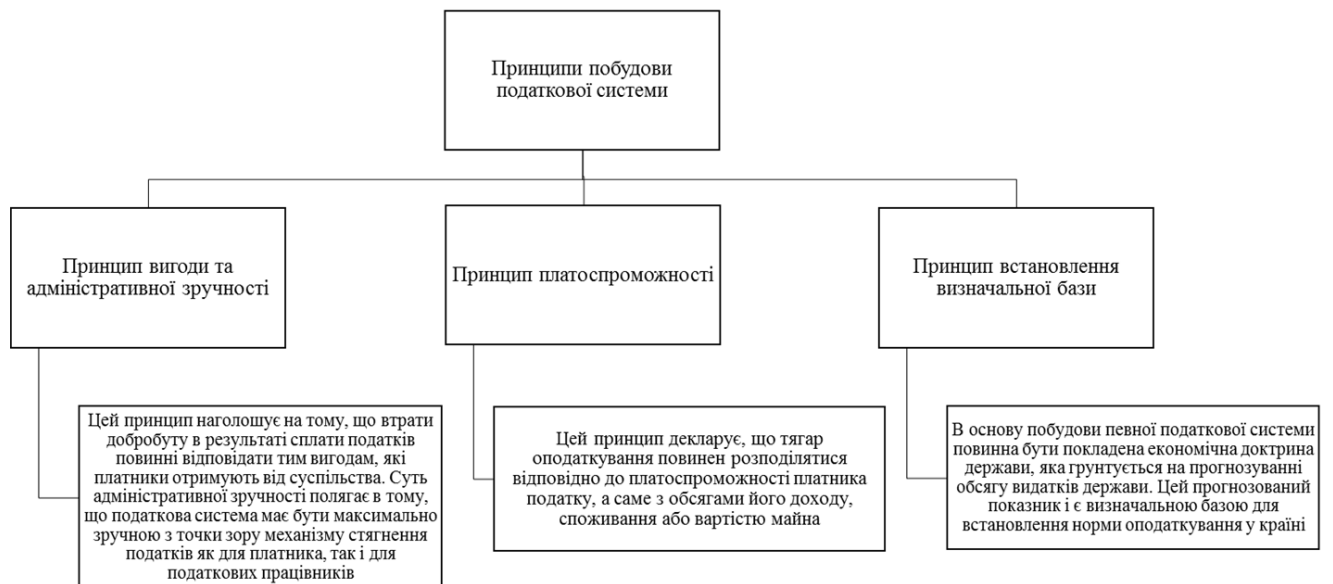 Принципи побудови
податкової системи
Принцип вигоди та
адміністративної зручності
Принцип платоспроможності
Принцип встановлення
визначальної бази
Цей принцип наголошує на тому, що втрати
добробуту в результаті сплати податків
повинні відповідати тим вигодам, які
платники отримують від суспільства. Суть
адміністративної зручності полягає в тому,
що податкова система має бути максимально
зручною з точки зору механізму стягнення
податків як для платника, так і для
податкових працівників
Цей принцип декларує, що тягар
оподаткування повинен розподілятися
відповідно до платоспроможності платника
податку, а саме з обсягами його доходу,
споживання або вартістю майна
В основу побудови певної податкової системи
повинна бути покладена економічна доктрина
держави, яка грунтується на прогнозуванні
обсягу видатків держави. Цей прогнозований
показник і є визначальною базою для
встановлення норми оподаткування у країні